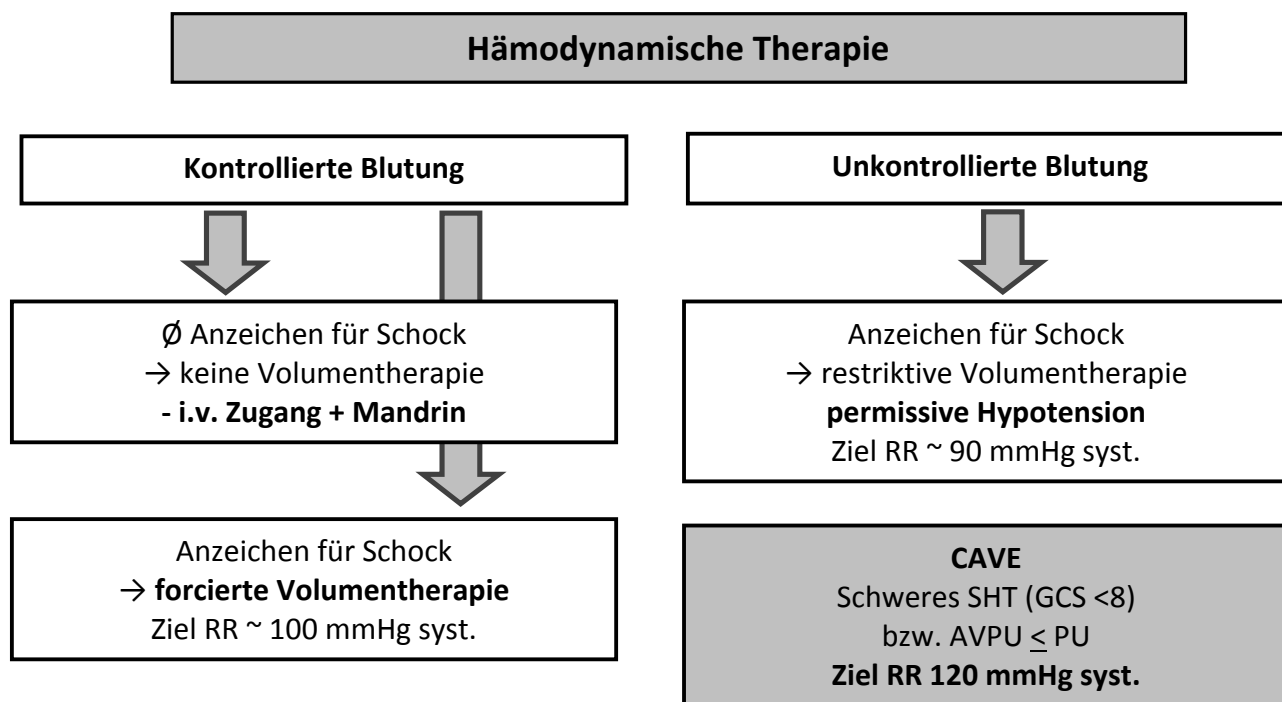 Hämodynamische Therapie
Kontrollierte Blutung
Ø Anzeichen für Schock
→ keine Volumentherapie
- i.v. Zugang + Mandrin
Anzeichen für Schock
→ forcierte Volumentherapie
Ziel RR ~ 100 mmHg syst.
Unkontrollierte Blutung
Anzeichen für Schock
→ restriktive Volumentherapie
permissive Hypotension
Ziel RR ~ 90 mmHg syst.
CAVE
Schweres SHT (GCS <8)
bzw. AVPU ≤ PU
Ziel RR 120 mmHg syst.